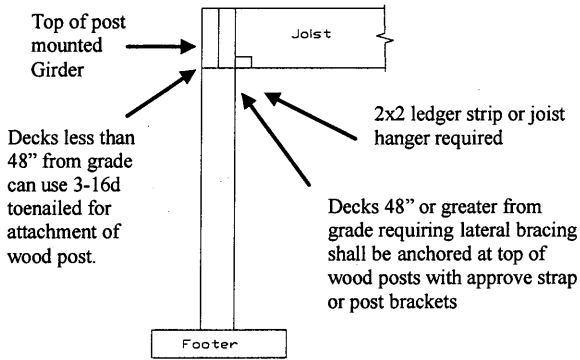 Top of post
mounted
Girder
Joist
Decks less than
48” from grade
can use 3-16d
toenailed for
attachment of
wood post.
2x2 ledger strip or joist
hanger required
Decks 48” or greater from
grade requiring lateral bracing
shall be anchored at top of
wood posts with approve strap
or post brackets
Footer